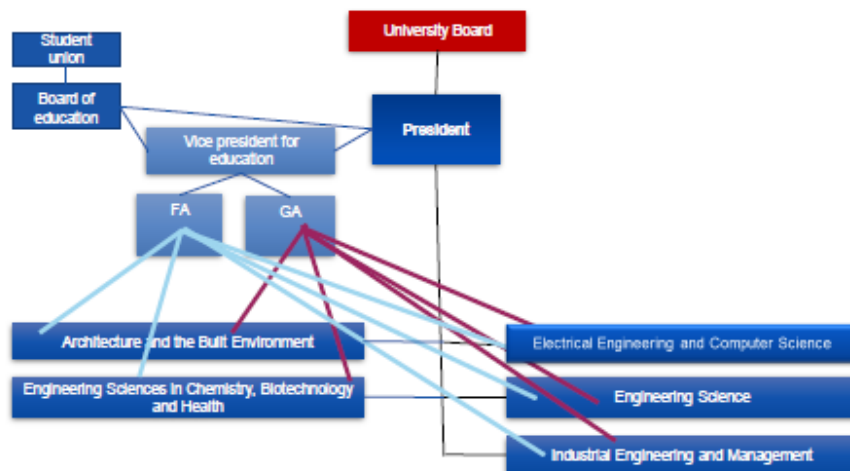 University Board
Student
union
Board of
education
President
Vice president for
education
FA
GA
Architecture and the Built Environment
Electrical Engineering and Computer Science
Engineering Sciences in Chemistry, Biotechnology
and Health
Engineering Science
Industrial Engineering and Management